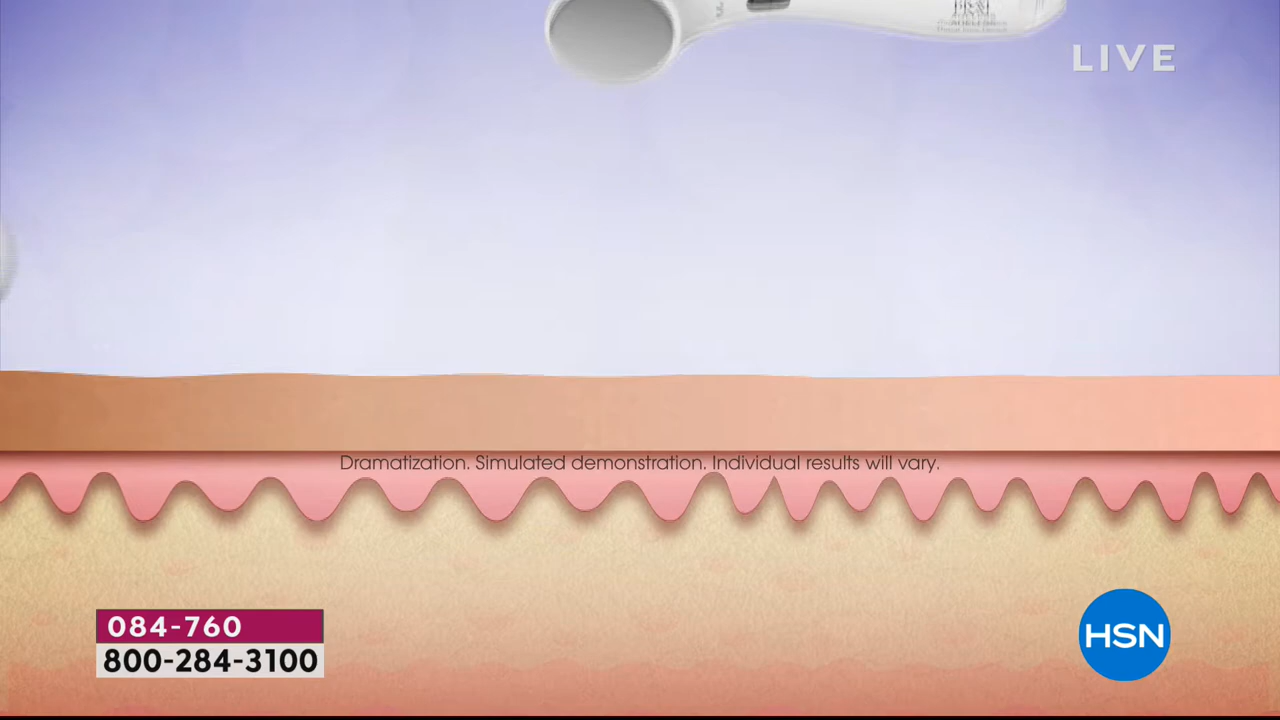 LIVE
Dramatization. Simulated demonstration. Individual results will vary.
084-760
800-284-3100
HSN